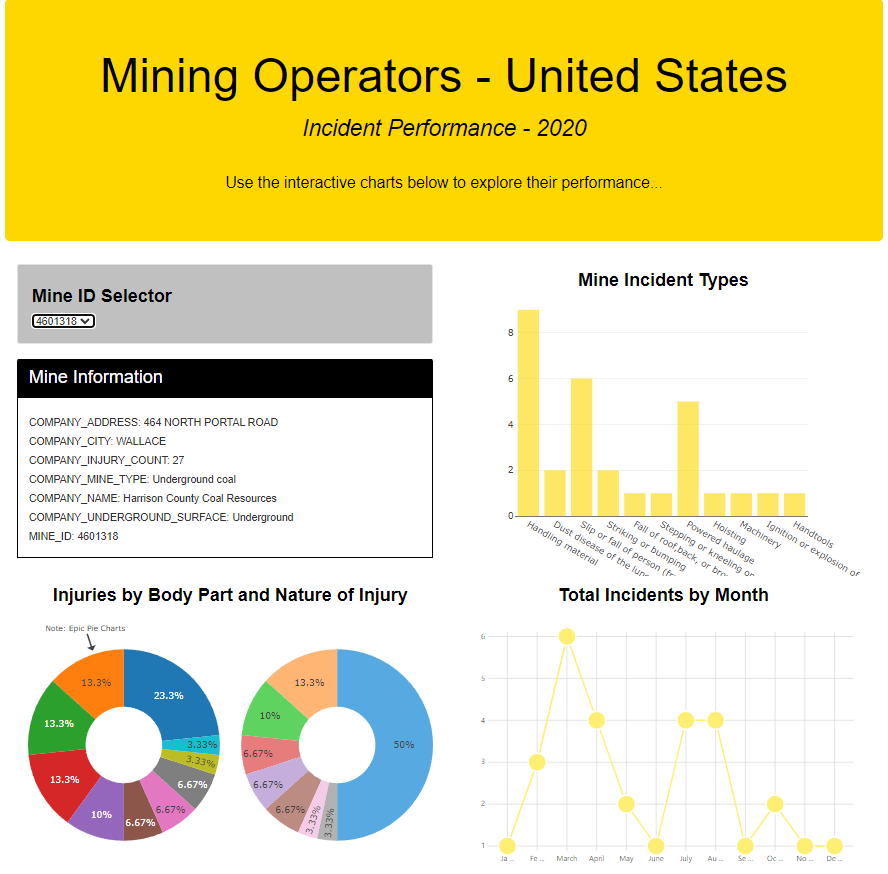 Mining Operators - United States
Incident Performance - 2020
Use the interactive charts below to explore their performance...
Mine ID Selector
4601318
Mine Information
COMPANY_ADDRESS: 464 NORTH PORTAL ROAD
COMPANY_CITY: WALLACE
COMPANY_INJURY_COUNT: 27
COMPANY_MINE_TYPE: Underground coal
COMPANY_NAME: Harrison County Coal Resources
COMPANY_UNDERGROUND_SURFACE: Underground
MINE_ID: 4601318
Mine Incident Types
8
6
4
2
0
Handling material
Dust disease of the lung
Slip or fall of person (fr
Striking or bumping
Fall of roof,back, or bro
Stepping or kneeling or
Powered haulage
Hoisting
Machinery
Ignition or explosion of
Handtools
Injuries by Body Part and Nature of Injury
Note: Epic Pie Charts
23.3%
3.33%
3.33%
6.67%
6.67%
6.67%
10%
13.3%
13.3%
13.3%
50%
3.33%
3.33%
6.67%
6.67%
6.67%
10%
13.3%
Total Incidents by Month
6
5
4
3
2
1
Ja ...
Fe ...
March
April
May
June
July
Au ...
Se ...
Oc ...
No ...
De ...